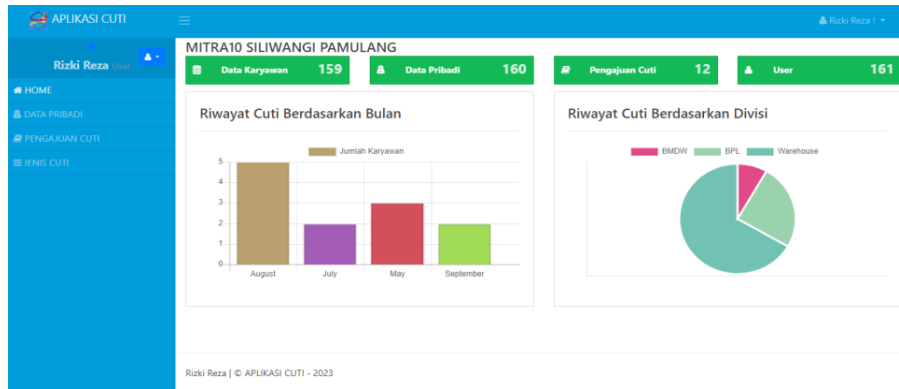 APLIKASI CUTI
Rizki Reza I
Rizki Reza User
HOME
DATA PRIBADI
PENGAJUAN CUTI
JENIS CUTI
MITRA10 SILIWANGI PAMULANG
Data Karyawan 159
Data Pribadi 160
Pengajuan Cuti 12
User 161
Riwayat Cuti Berdasarkan Bulan
Jumlah Karyawan
5
4
3
2
1
0
August July May September
Riwayat Cuti Berdasarkan Divisi
BMDW BPL Warehouse
Rizki Reza | © APLIKASI CUTI - 2023